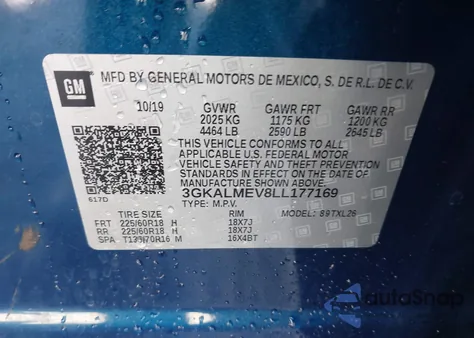 GM
MFD BY GENERAL MOTORS DE MEXICO, S. DE R.L. DE C.V.
10/19 GVWR GAWR FRT GAWR RR
2025 KG 1175 KG 1200 KG
4464 LB 2590 LB 2645 LB
THIS VEHICLE CONFORMS TO ALL
APPLICABLE U.S. FEDERAL MOTOR
VEHICLE SAFETY AND THEFT PREVENTION
STANDARDS IN EFFECT ON THE DATE
OF MANUFACTURE SHOWN ABOVE.
3GKALMEV8LL177169
617D TYPE: M.P.V. MODEL: 89TXL26
TIRE SIZE RIM
FRT 225/60R18 H 18X7J
RR 225/60R18 H 18X7J
SPA T135/70R16 M 16X4BT
AutoSnap